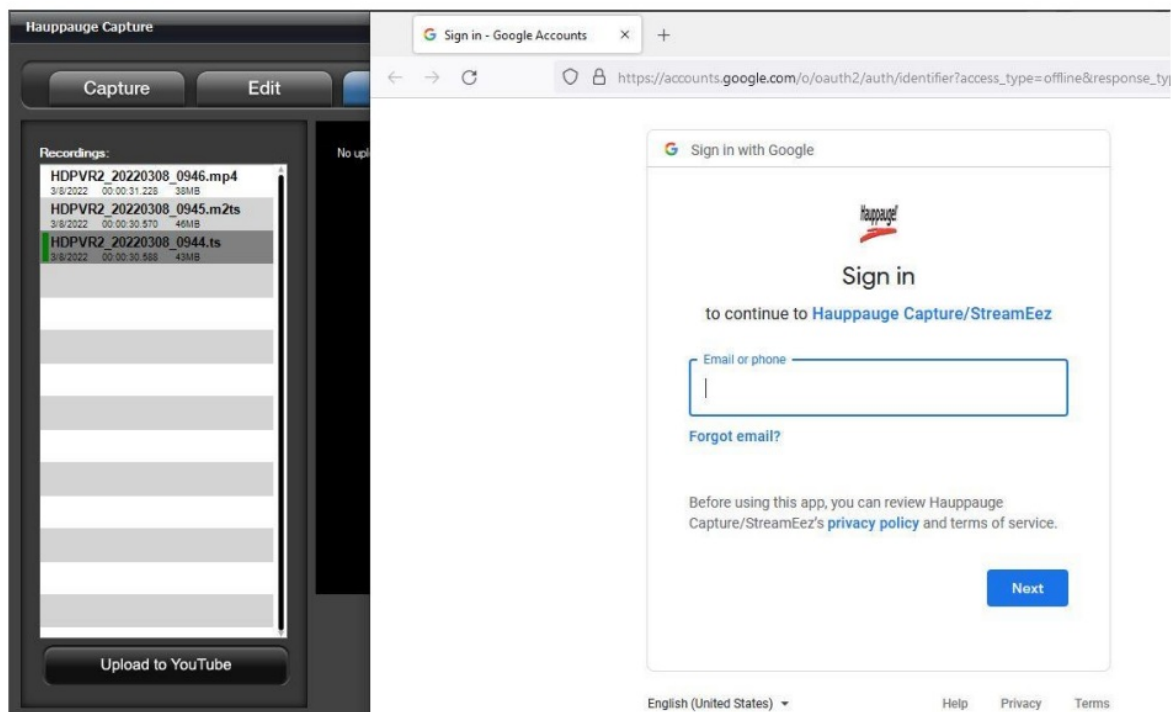 Hauppauge Capture
Capture
Edit
Recordings:
HDPVR2_20220308_0946.mp4
3/8/2022 00:00:31.228 38MB
HDPVR2_20220308_0945.m2ts
3/8/2022 00:00:30.570 46MB
HDPVR2_20220308_0944.ts
3/8/2022 00:00:30.588 43MB
Upload to YouTube
No upl
Sign in - Google Accounts
https://accounts.google.com/o/oauth2/auth/identifier?access_type=offline&response_typ
Sign in with Google
Hauppauge!
Sign in
to continue to Hauppauge Capture/StreamEez
Email or phone
Forgot email?
Before using this app, you can review Hauppauge
Capture/StreamEez's privacy policy and terms of service.
Next
English (United States)
Help Privacy Terms